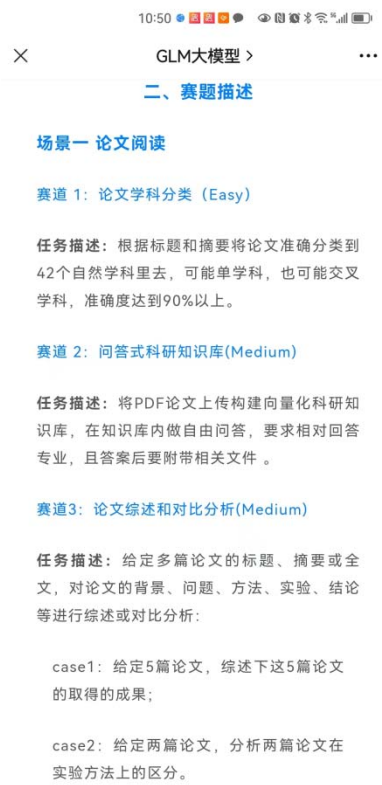 10:50
GLM大模型
二、赛题描述
场景一 论文阅读
赛道 1：论文学科分类（Easy）
任务描述：根据标题和摘要将论文准确分类到
42个自然学科里去，可能单学科，也可能交叉
学科，准确度达到90%以上。
赛道 2：问答式科研知识库(Medium)
任务描述：将PDF论文上传构建向量化科研知
识库，在知识库内做自由问答，要求相对回答
专业，且答案后要附带相关文件 。
赛道3：论文综述和对比分析(Medium)
任务描述：给定多篇论文的标题、摘要或全
文，对论文的背景、问题、方法、实验、结论
等进行综述或对比分析：
case1：给定5篇论文，综述下这5篇论文
的取得的成果；
case2：给定两篇论文，分析两篇论文在
实验方法上的区分。